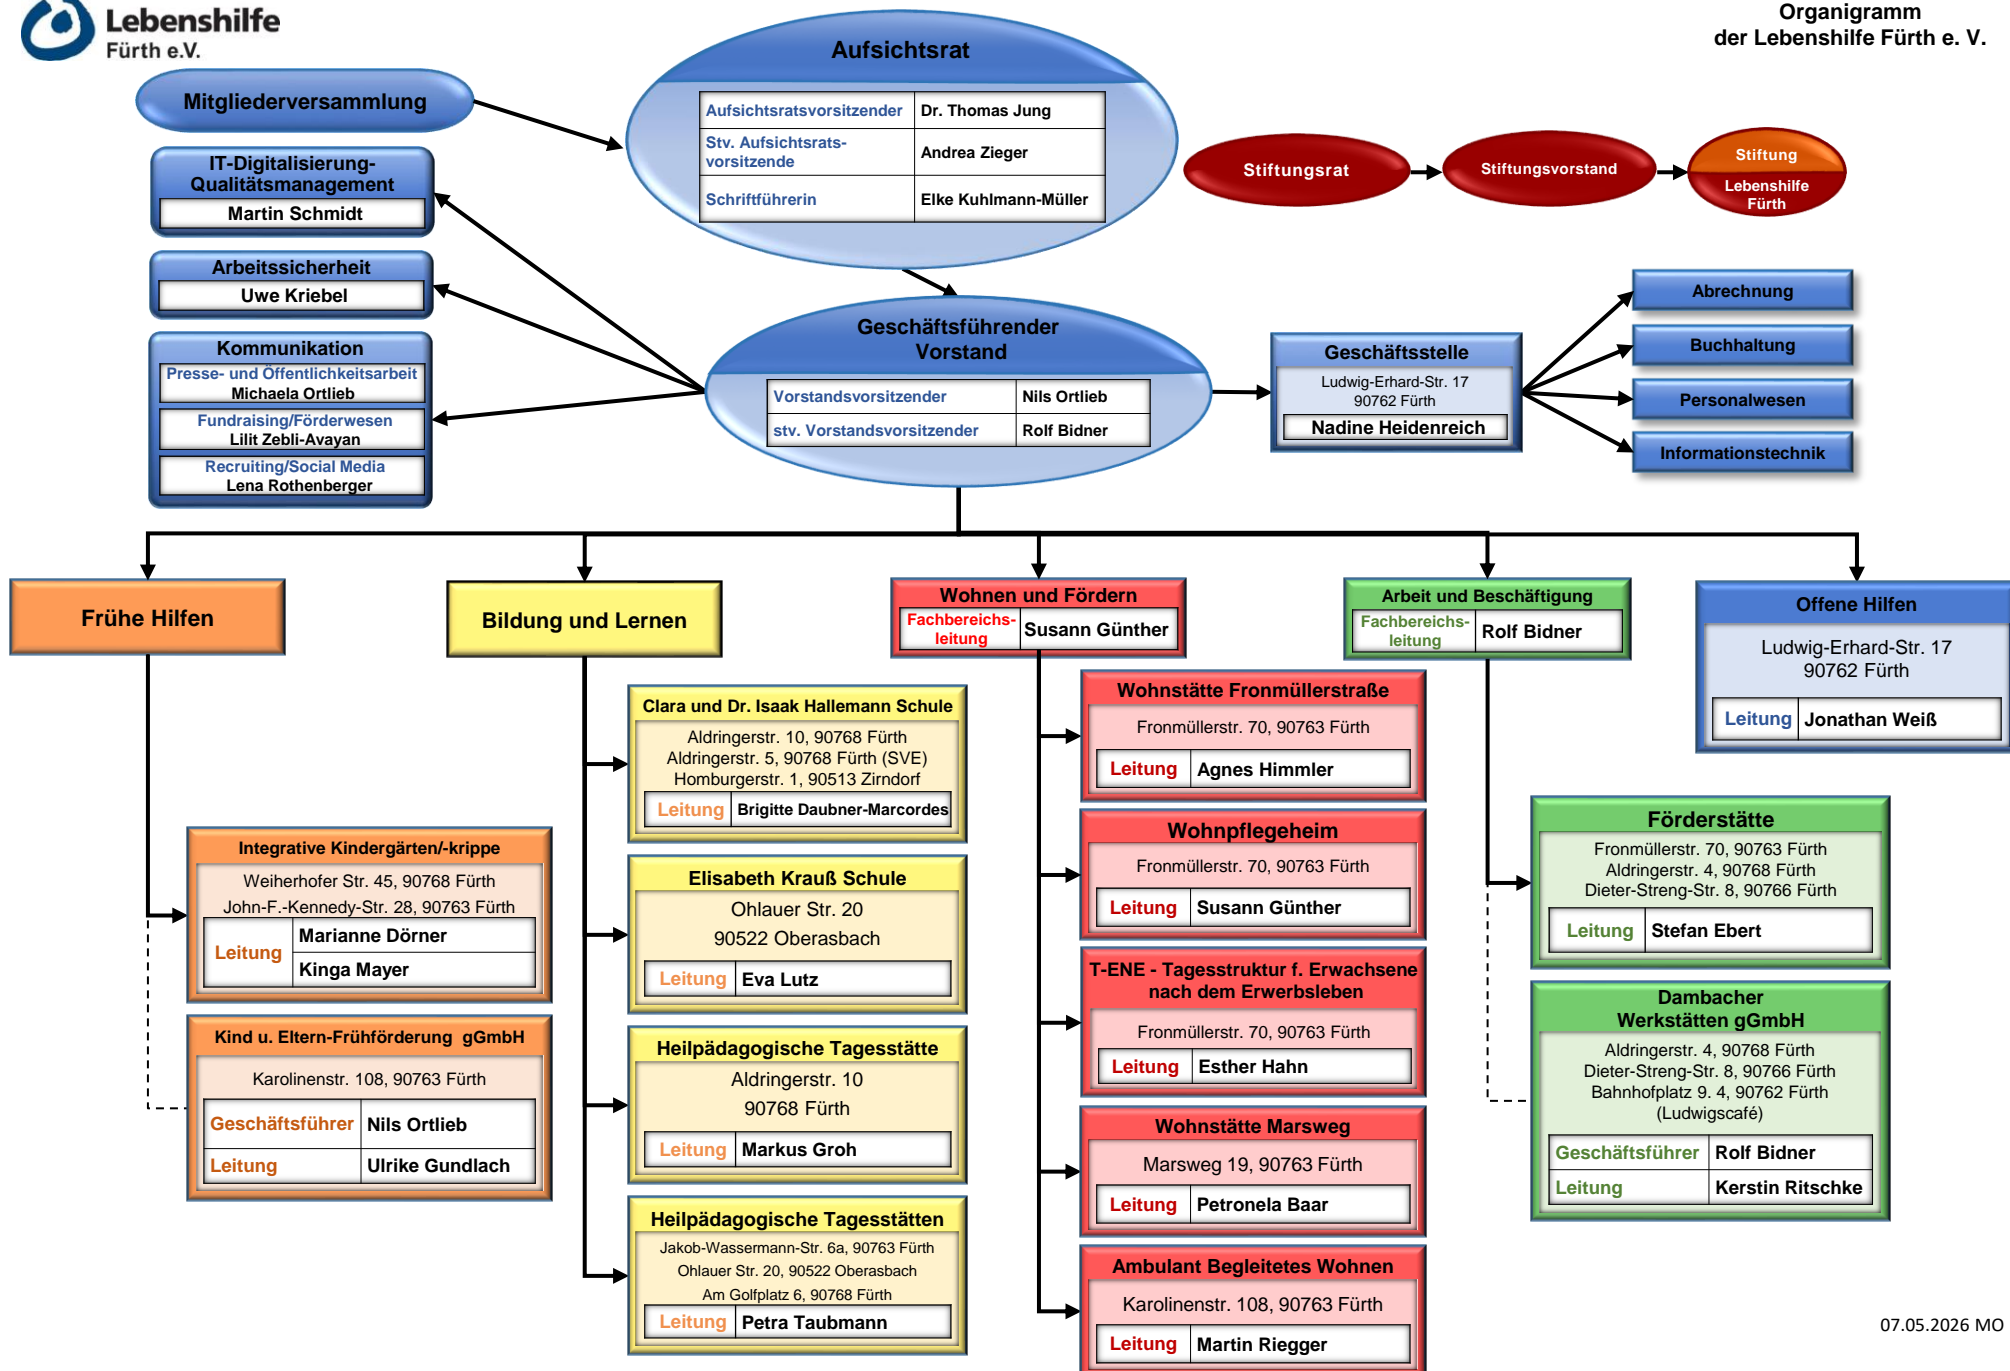 Lebenshilfe
Fürth e.V.
Organigramm
der Lebenshilfe Fürth e. V.
Mitgliederversammlung
Aufsichtsrat
Aufsichtsratsvorsitzender Dr. Thomas Jung
Stv. Aufsichtsrats-
vorsitzende Andrea Zieger
Schriftführerin Elke Kuhlmann-Müller
Stiftungsrat
Stiftungsvorstand
Stiftung
Lebenshilfe
Fürth
IT-Digitalisierung-
Qualitätsmanagement
Martin Schmidt
Arbeitssicherheit
Uwe Kriebel
Kommunikation
Presse- und Öffentlichkeitsarbeit
Michaela Ortlieb
Fundraising/Förderwesen
Lilit Zebli-Avayan
Recruiting/Social Media
Lena Rothenberger
Geschäftsführender
Vorstand
Vorstandsvorsitzender Nils Ortlieb
stv. Vorstandsvorsitzender Rolf Bidner
Geschäftsstelle
Ludwig-Erhard-Str. 17
90762 Fürth
Nadine Heidenreich
Abrechnung
Buchhaltung
Personalwesen
Informationstechnik
Frühe Hilfen
Integrative Kindergärten/-krippe
Weiherhofer Str. 45, 90768 Fürth
John-F.-Kennedy-Str. 28, 90763 Fürth
Leitung
Marianne Dörner
Kinga Mayer
Kind u. Eltern-Frühförderung gGmbH
Karolinenstr. 108, 90763 Fürth
Geschäftsführer Nils Ortlieb
Leitung Ulrike Gundlach
Bildung und Lernen
Clara und Dr. Isaak Hallemann Schule
Aldringerstr. 10, 90768 Fürth
Aldringerstr. 5, 90768 Fürth (SVE)
Homburgerstr. 1, 90513 Zirndorf
Leitung Brigitte Daubner-Marcordes
Elisabeth Krauß Schule
Ohlauer Str. 20
90522 Oberasbach
Leitung Eva Lutz
Heilpädagogische Tagesstätte
Aldringerstr. 10
90768 Fürth
Leitung Markus Groh
Heilpädagogische Tagesstätten
Jakob-Wassermann-Str. 6a, 90763 Fürth
Ohlauer Str. 20, 90522 Oberasbach
Am Golfplatz 6, 90768 Fürth
Leitung Petra Taubmann
Wohnen und Fördern
Fachbereichs-
leitung Susann Günther
Wohnstätte Fronmüllerstraße
Fronmüllerstr. 70, 90763 Fürth
Leitung Agnes Himmler
Wohnpflegeheim
Fronmüllerstr. 70, 90763 Fürth
Leitung Susann Günther
T-ENE - Tagesstruktur f. Erwachsene
nach dem Erwerbsleben
Fronmüllerstr. 70, 90763 Fürth
Leitung Esther Hahn
Wohnstätte Marsweg
Marsweg 19, 90763 Fürth
Leitung Petronela Baar
Ambulant Begleitetes Wohnen
Karolinenstr. 108, 90763 Fürth
Leitung Martin Riegger
Arbeit und Beschäftigung
Fachbereichs-
leitung Rolf Bidner
Förderstätte
Fronmüllerstr. 70, 90763 Fürth
Aldringerstr. 4, 90768 Fürth
Dieter-Streng-Str. 8, 90766 Fürth
Leitung Stefan Ebert
Dambacher
Werkstätten gGmbH
Aldringerstr. 4, 90768 Fürth
Dieter-Streng-Str. 8, 90766 Fürth
Bahnhofplatz 9. 4, 90762 Fürth
(Ludwigscafé)
Geschäftsführer Rolf Bidner
Leitung Kerstin Ritschke
Offene Hilfen
Ludwig-Erhard-Str. 17
90762 Fürth
Leitung Jonathan Weiß
07.05.2026 MO